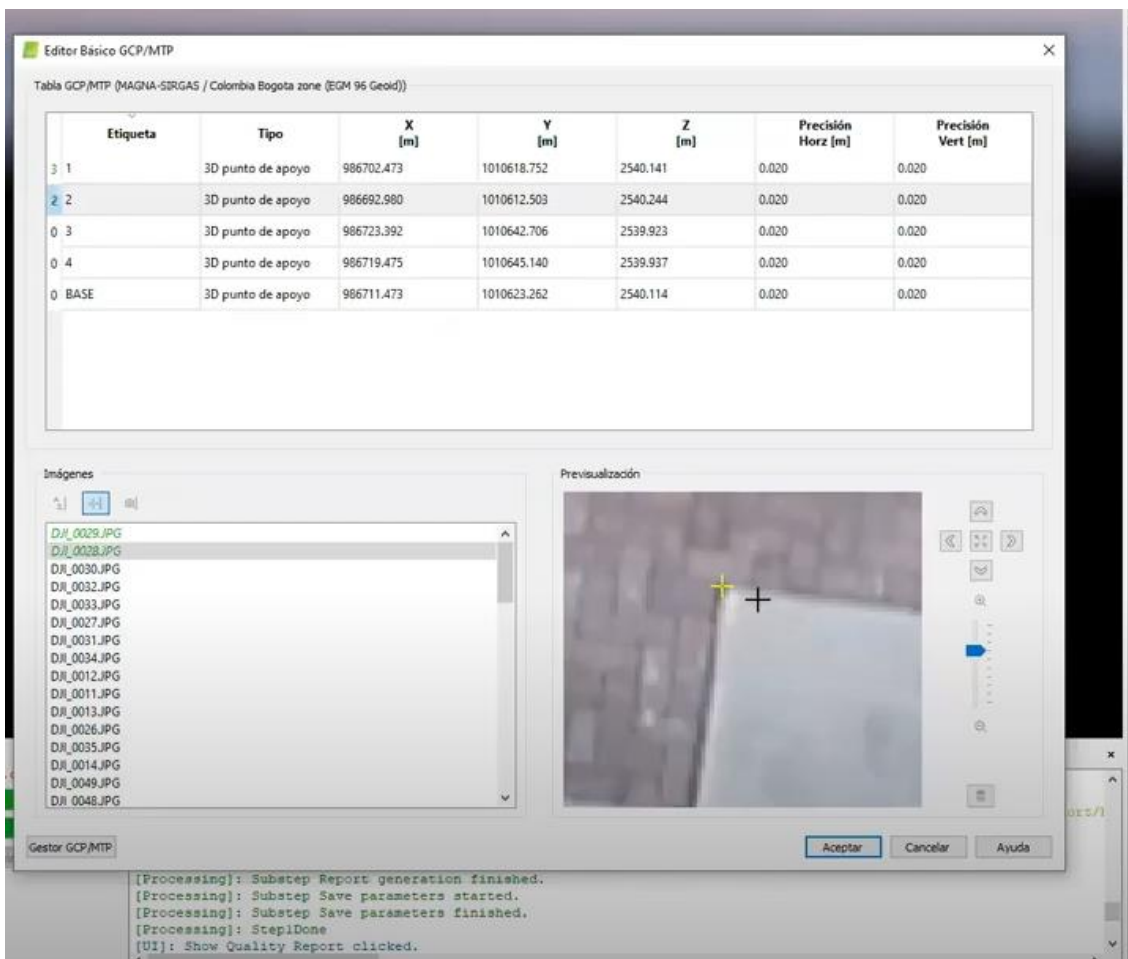 Editor Básico GCP/MTP
Tabla GCP/MTP (MAGNA-SIRGAS / Colombia Bogota zone (EGM 96 Geoid))
Etiqueta Tipo X [m] Y [m] Z [m] Precisión Horz [m] Precisión Vert [m]
3 1 3D punto de apoyo 986702.473 1010618.752 2540.141 0.020 0.020
2 2 3D punto de apoyo 986692.980 1010612.503 2540.244 0.020 0.020
0 3 3D punto de apoyo 986723.392 1010642.706 2539.923 0.020 0.020
0 4 3D punto de apoyo 986719.475 1010645.140 2539.937 0.020 0.020
0 BASE 3D punto de apoyo 986711.473 1010623.262 2540.114 0.020 0.020
Imágenes
DJI_0029.JPG
DJI_0028.JPG
DJI_0030.JPG
DJI_0032.JPG
DJI_0033.JPG
DJI_0027.JPG
DJI_0031.JPG
DJI_0034.JPG
DJI_0012.JPG
DJI_0011.JPG
DJI_0013.JPG
DJI_0026.JPG
DJI_0035.JPG
DJI_0014.JPG
DJI_0049.JPG
DJI_0048.JPG
Previsualización
Gestor GCP/MTP
Aceptar Cancelar Ayuda
[Processing]: Substep Report generation finished.
[Processing]: Substep Save parameters started.
[Processing]: Substep Save parameters finished.
[Processing]: Step1Done
[UI]: Show Quality Report clicked.